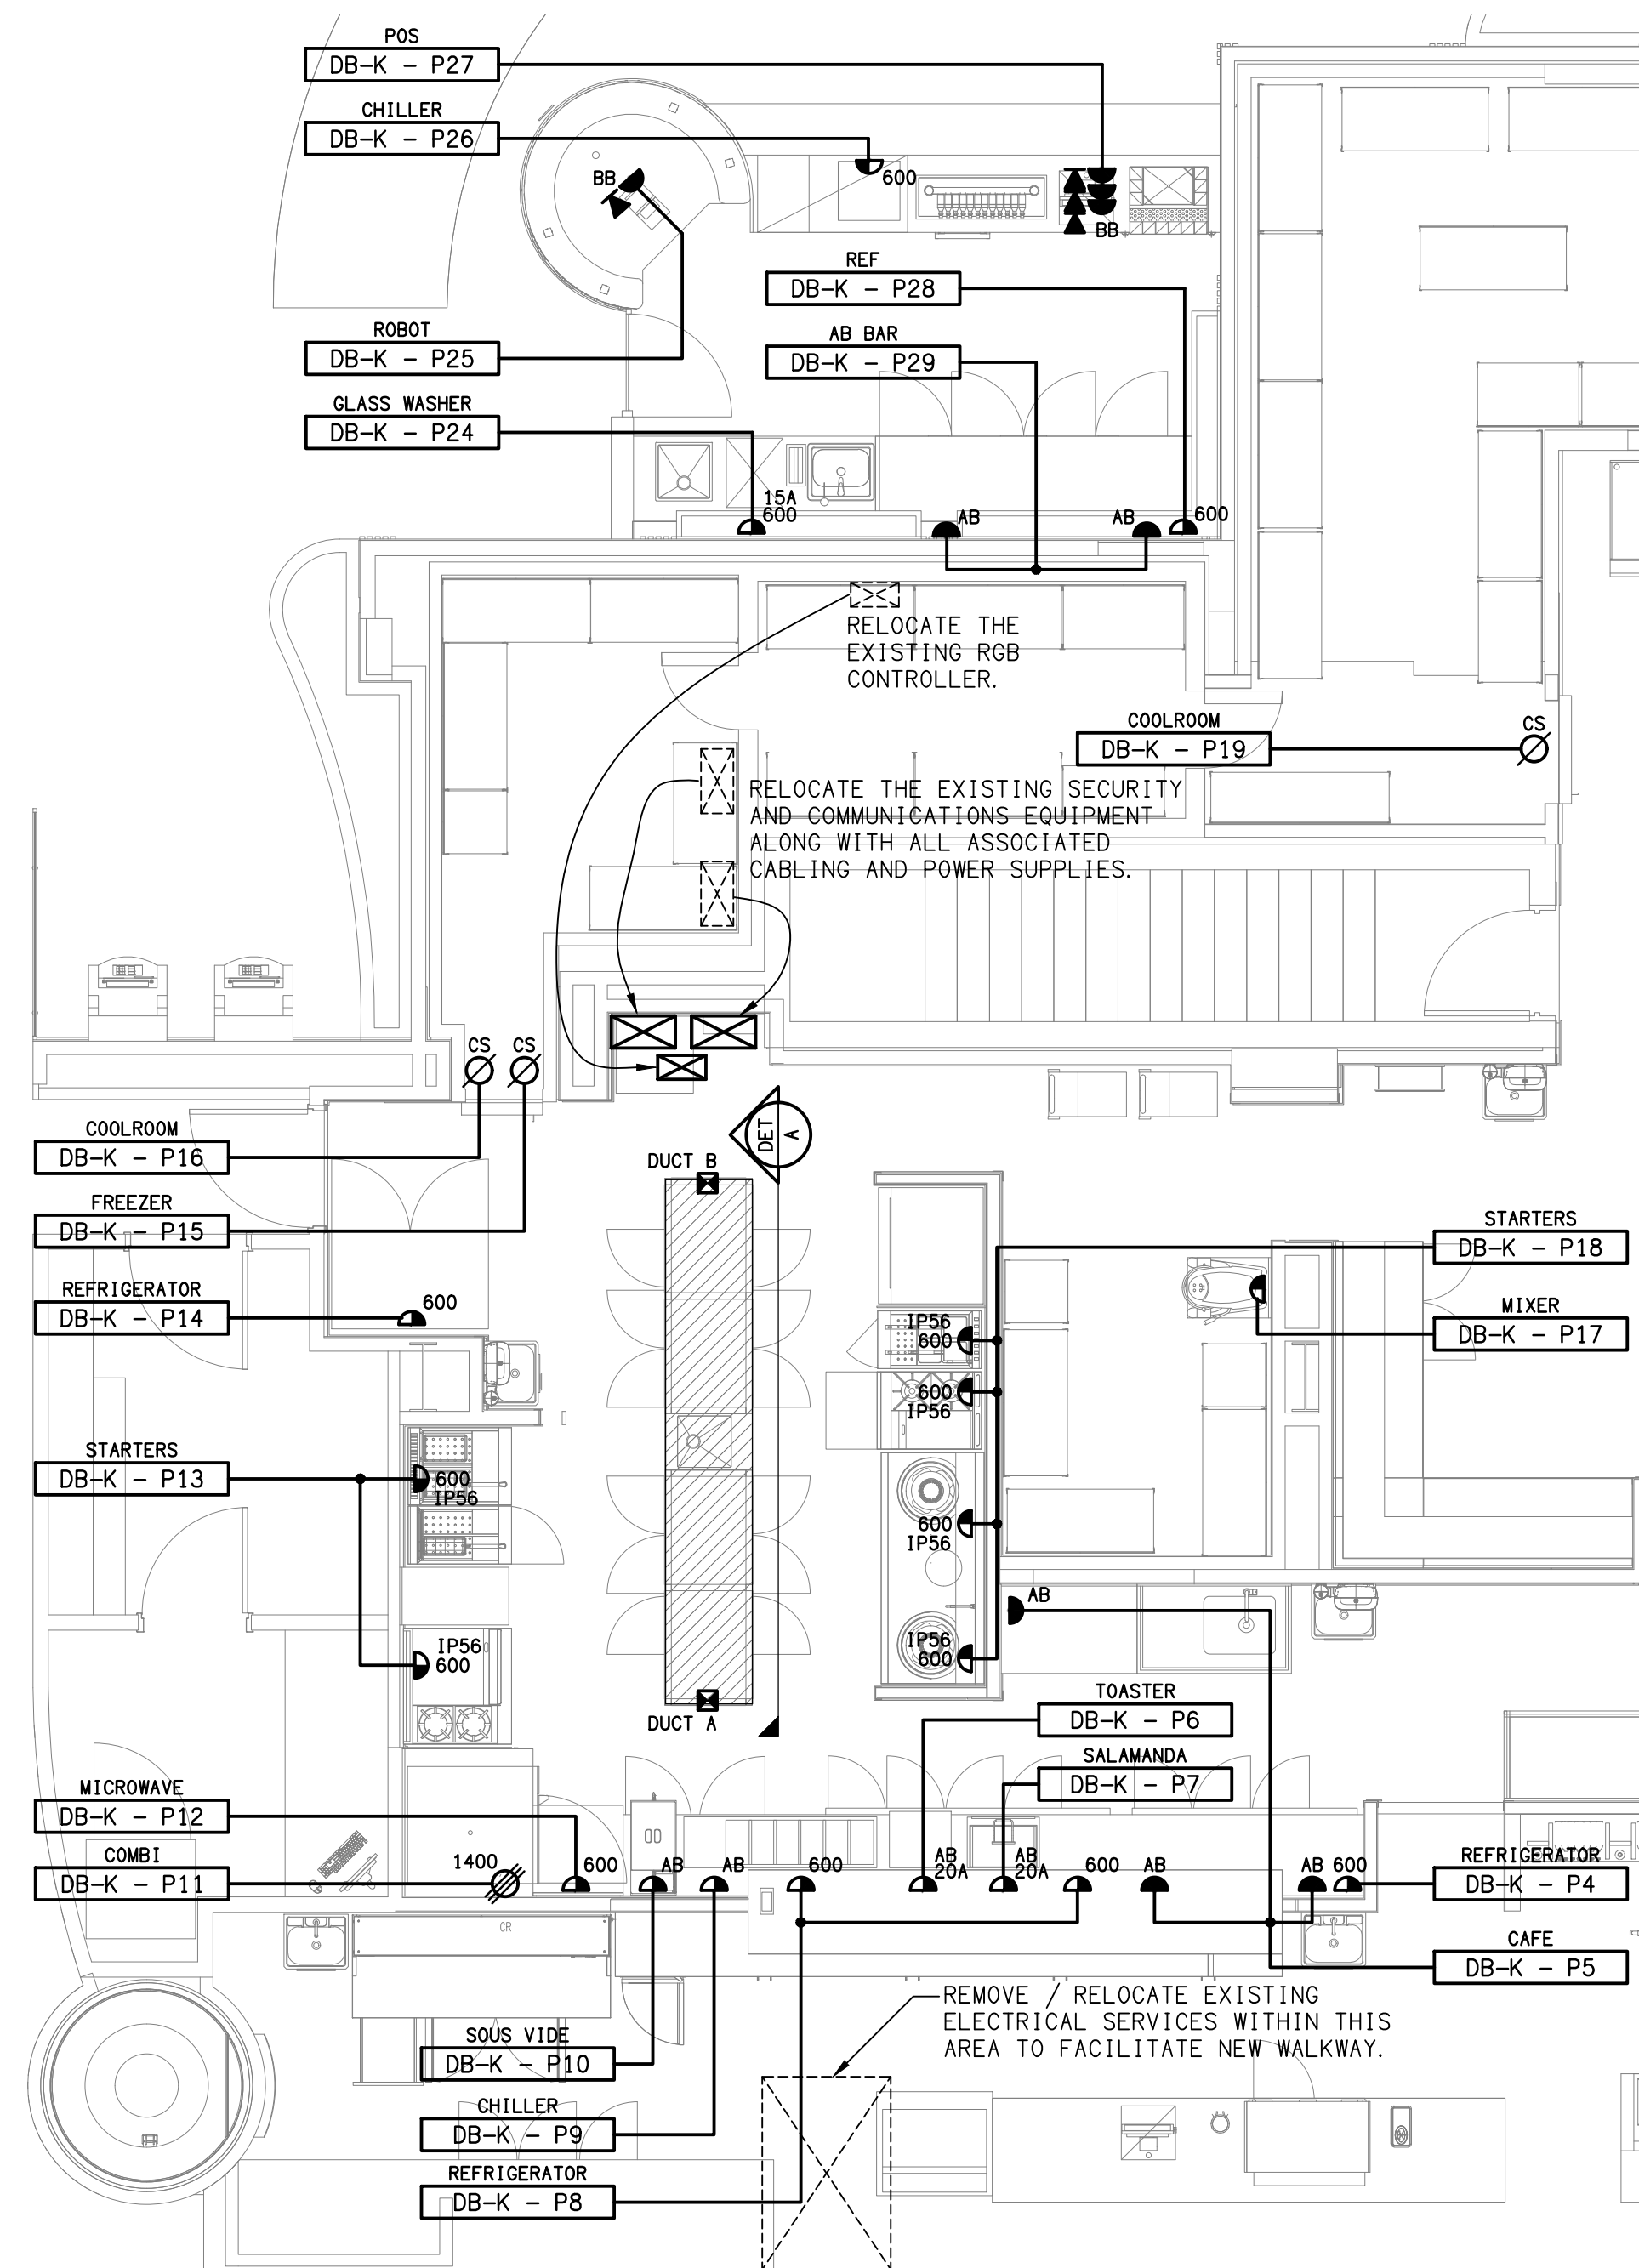 POS
DB-K - P27
CHILLER
DB-K - P26
600
BB
BB
REF
DB-K - P28
ROBOT
DB-K - P25
AB BAR
DB-K - P29
GLASS WASHER
DB-K - P24
15A
600
AB
AB
600
RELOCATE THE
EXISTING RGB
CONTROLLER.
COOLROOM
DB-K - P19
CS
RELOCATE THE EXISTING SECURITY
AND COMMUNICATIONS EQUIPMENT
ALONG WITH ALL ASSOCIATED
CABLING AND POWER SUPPLIES.
CS
CS
COOLROOM
DB-K - P16
DET
A
DUCT B
FREEZER
DB-K - P15
STARTERS
DB-K - P18
REFRIGERATOR
DB-K - P14
600
MIXER
DB-K - P17
IP56
600
600
IP56
STARTERS
DB-K - P13
600
IP56
600
IP56
AB
IP56
600
IP56
600
DUCT A
TOASTER
DB-K - P6
SALAMANDA
DB-K - P7
MICROWAVE
DB-K - P12
COMBI
DB-K - P11
1400
600
AB
AB
600
AB
20A
AB
20A
600
AB
AB
600
REFRIGERATOR
DB-K - P4
CR
CAFE
DB-K - P5
REMOVE / RELOCATE EXISTING
ELECTRICAL SERVICES WITHIN THIS
AREA TO FACILITATE NEW WALKWAY.
SOUS VIDE
DB-K - P10
CHILLER
DB-K - P9
REFRIGERATOR
DB-K - P8